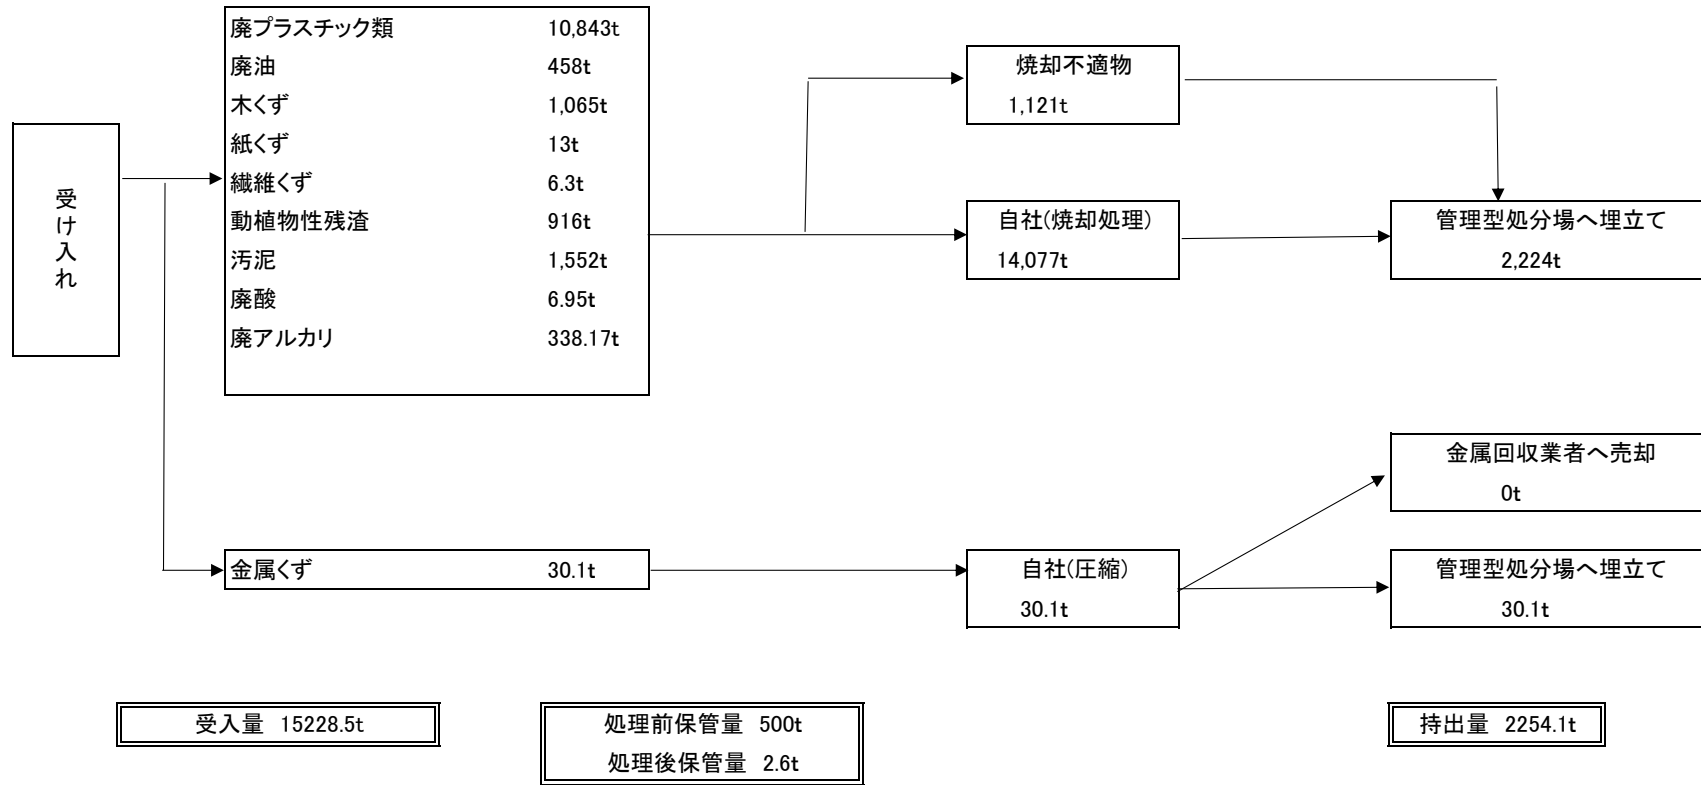 受け入れ
廃プラスチック類 10,843t
廃油 458t
木くず 1,065t
紙くず 13t
繊維くず 6.3t
動植物性残渣 916t
汚泥 1,552t
廃酸 6.95t
廃アルカリ 338.17t
焼却不適物
1,121t
自社(焼却処理)
14,077t
管理型処分場へ埋立て
2,224t
金属くず 30.1t
自社(圧縮)
30.1t
金属回収業者へ売却
0t
管理型処分場へ埋立て
30.1t
受入量 15228.5t
処理前保管量 500t
処理後保管量 2.6t
持出量 2254.1t